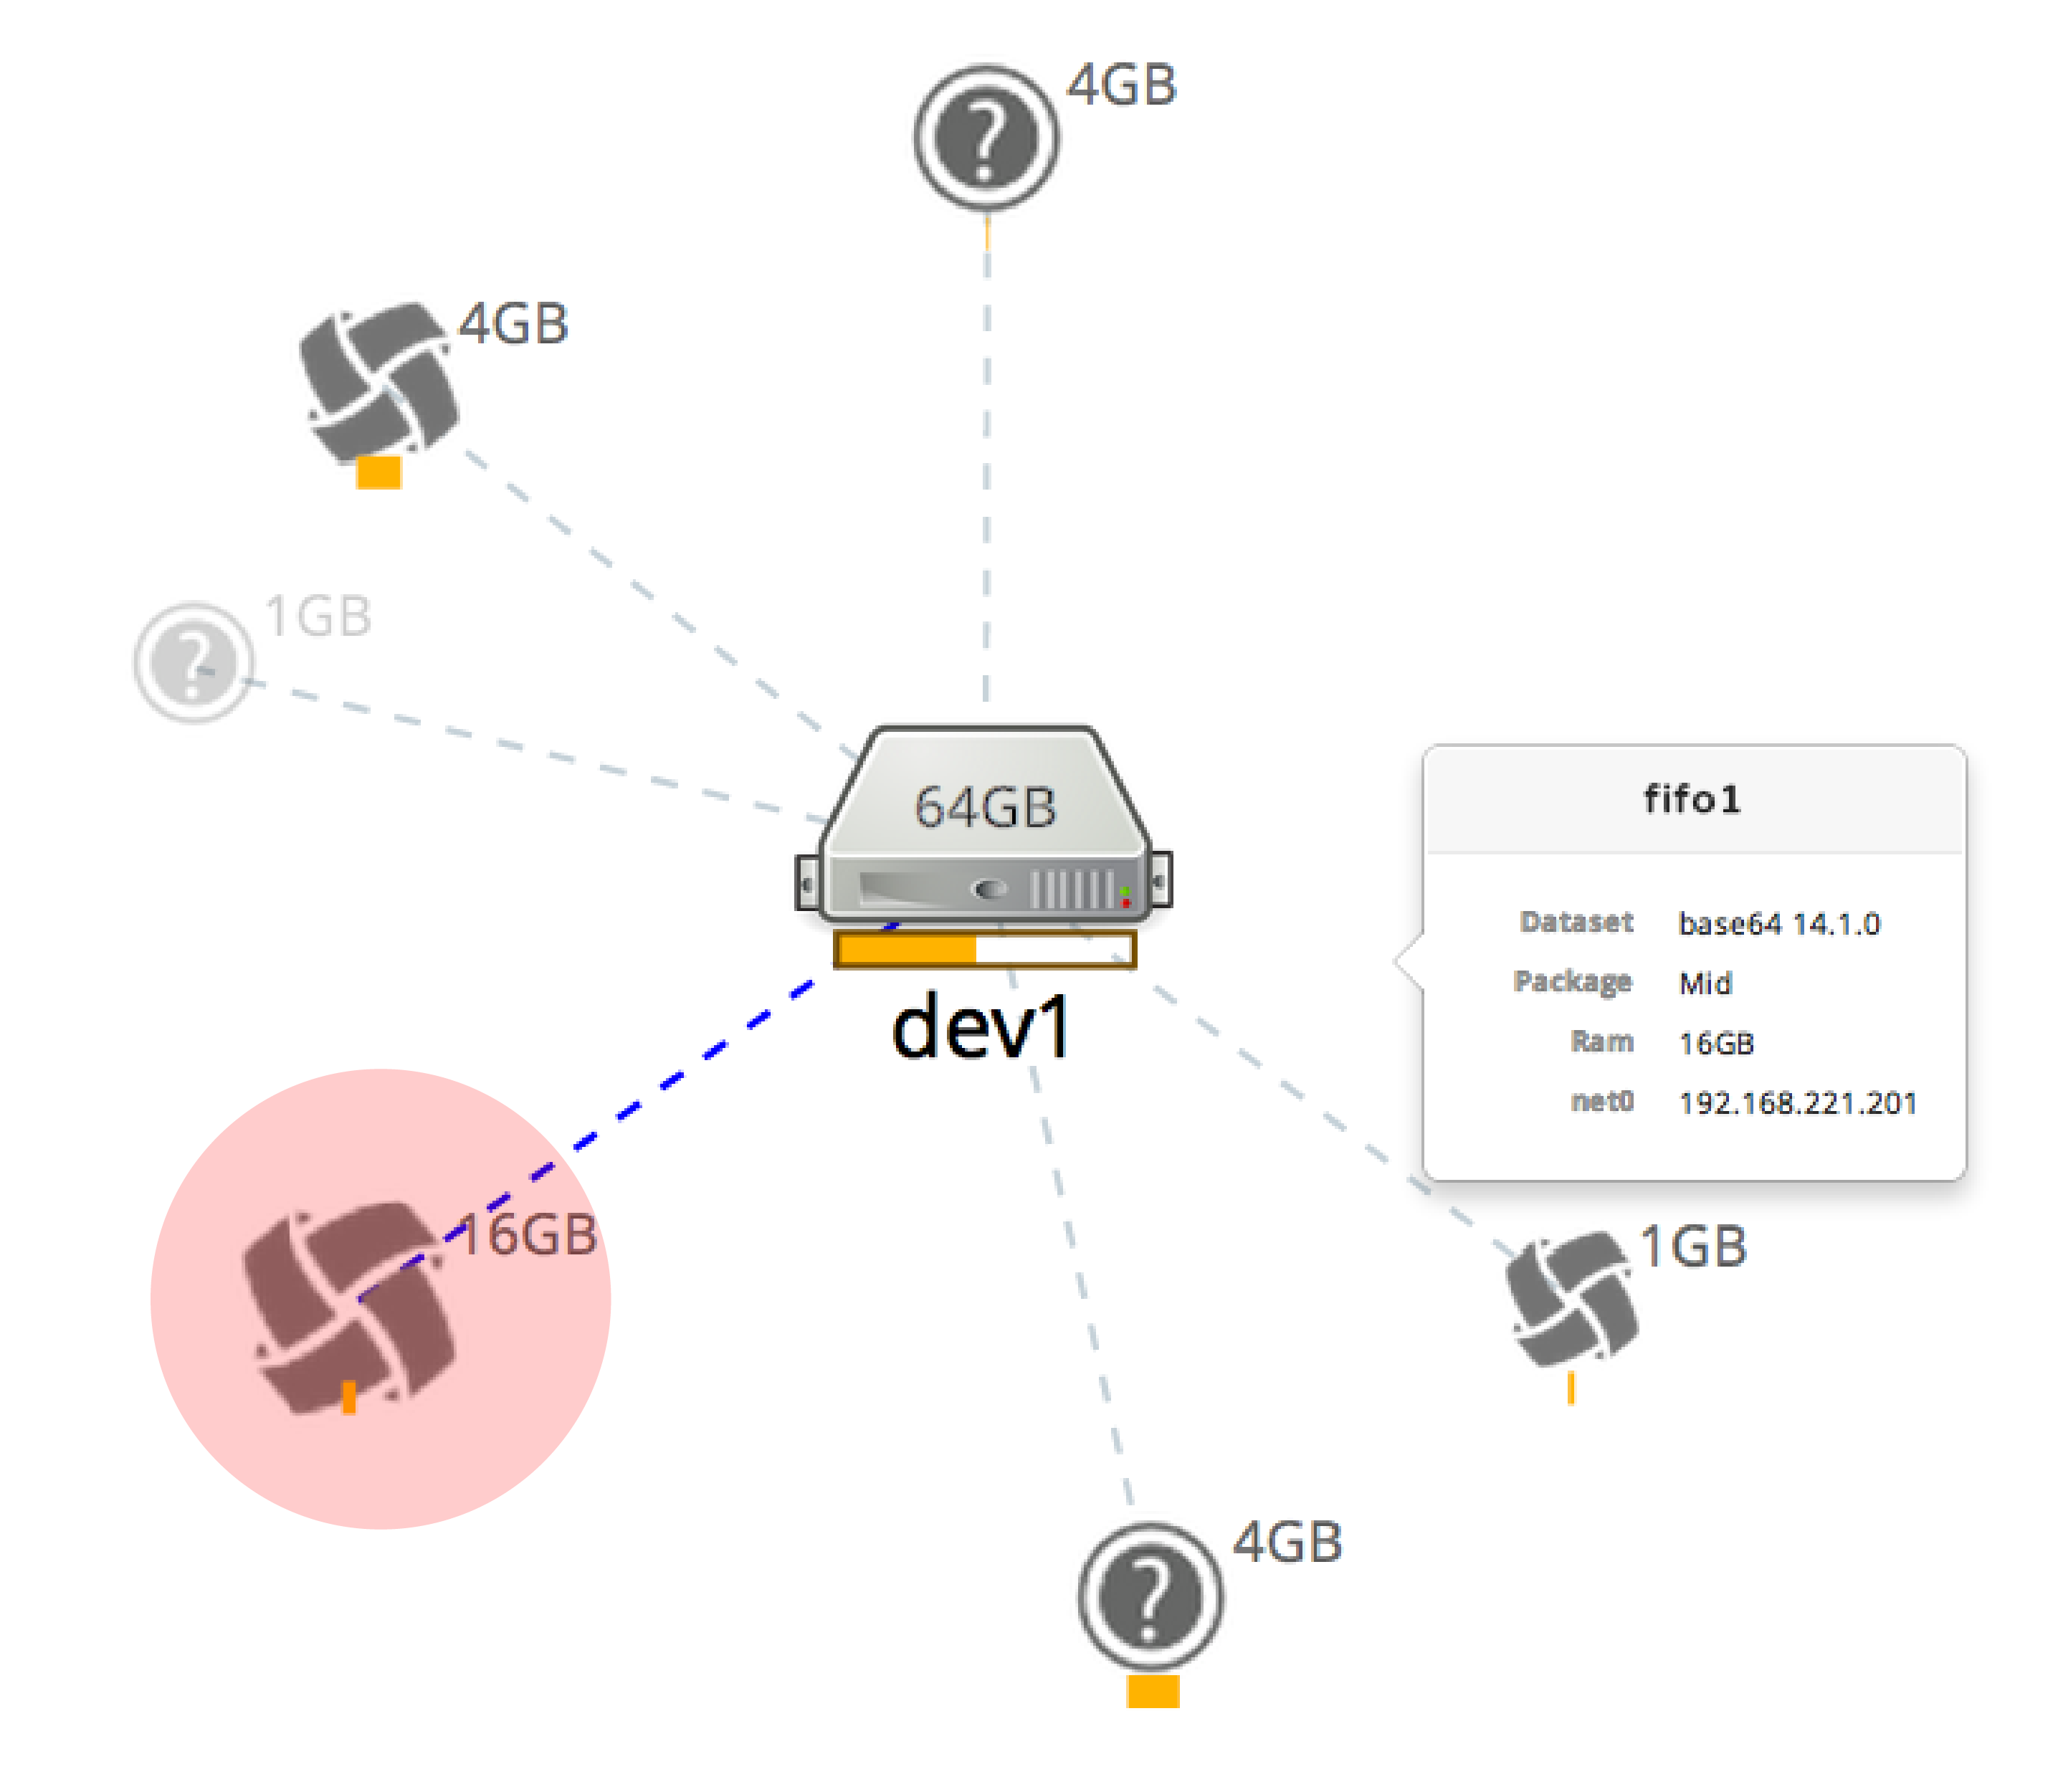 4GB
4GB
1GB
64GB
dev1
fifo1
Dataset base64 14.1.0
Package Mid
Ram 16GB
net0 192.168.221.201
16GB
1GB
4GB